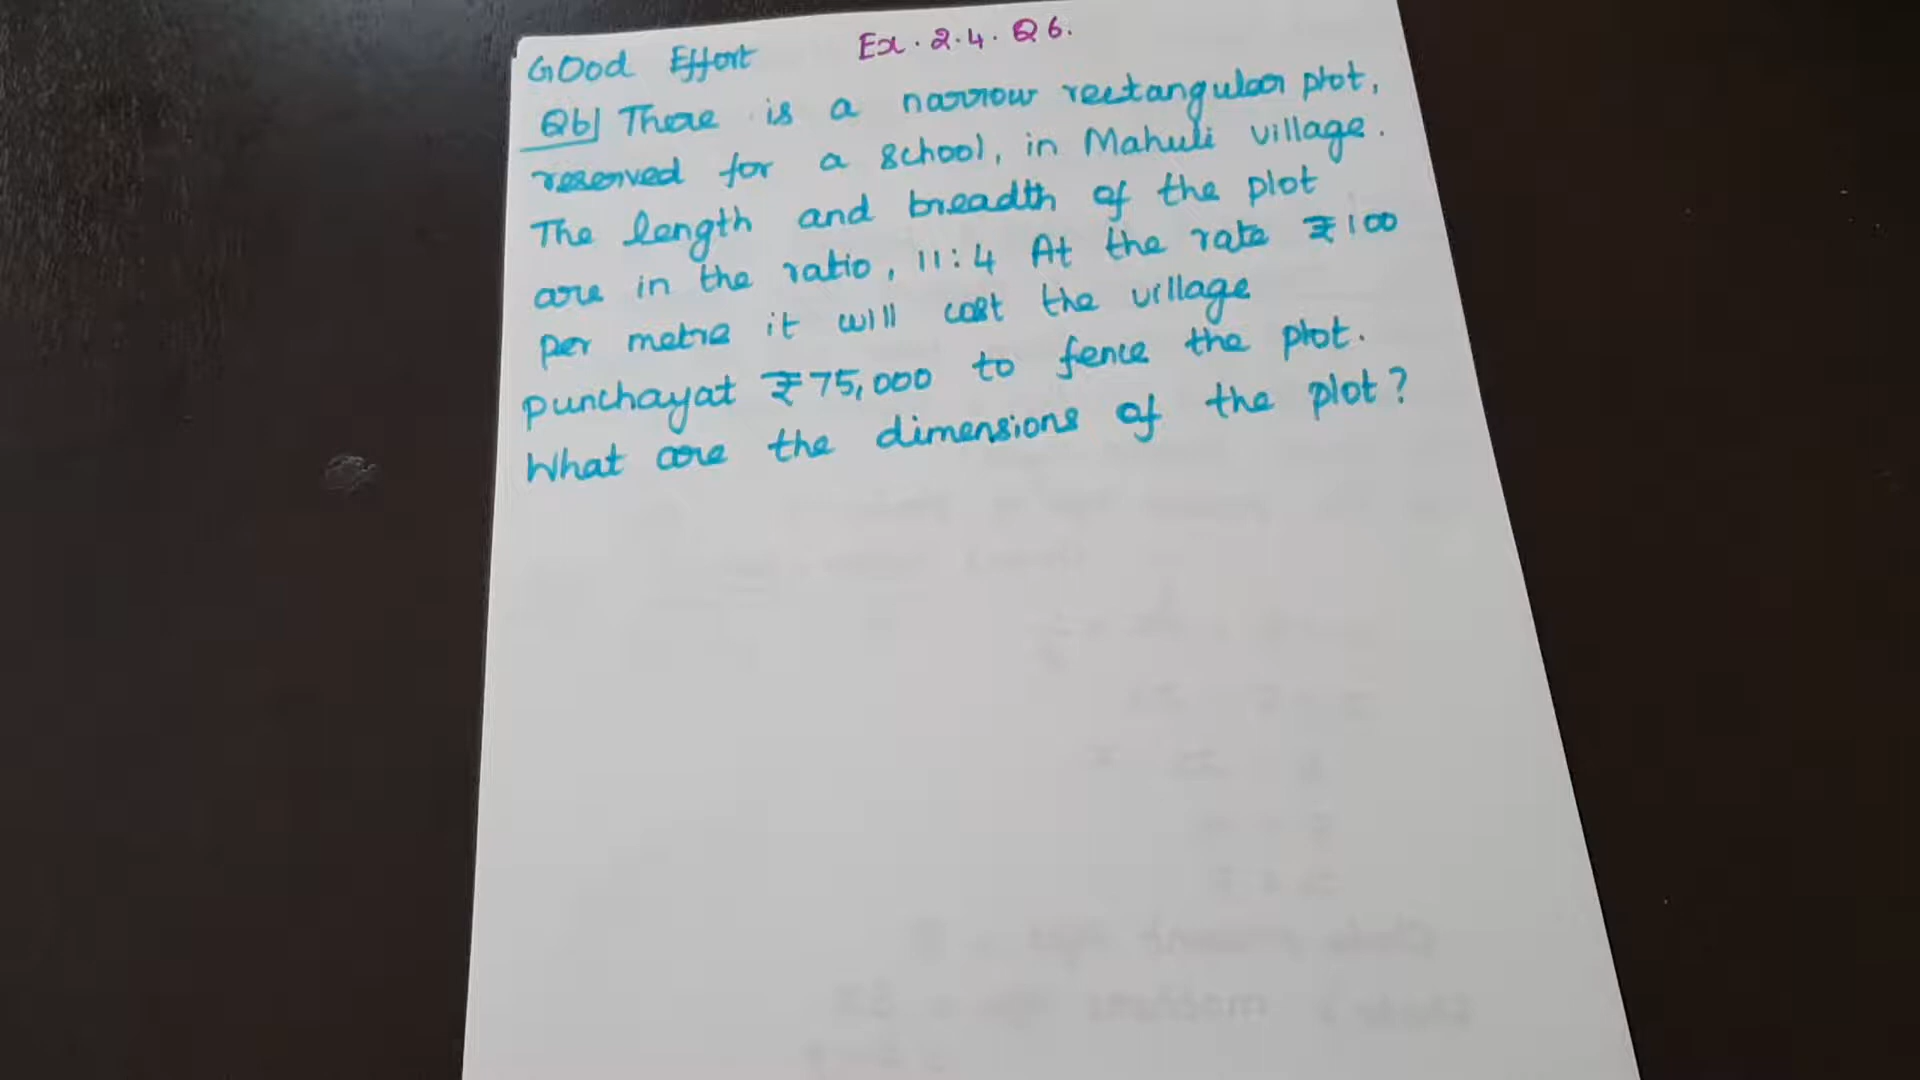 GOod Effort Ex. 2.4. Q6.
Q6] There is a narrow rectangular plot,
reserved for a school, in Mahuli village.
The length and breadth of the plot
are in the ratio, 11:4 At the rate ₹100
per metre it will cost the village
punchayat ₹75,000 to fence the plot.
What are the dimensions of the plot?